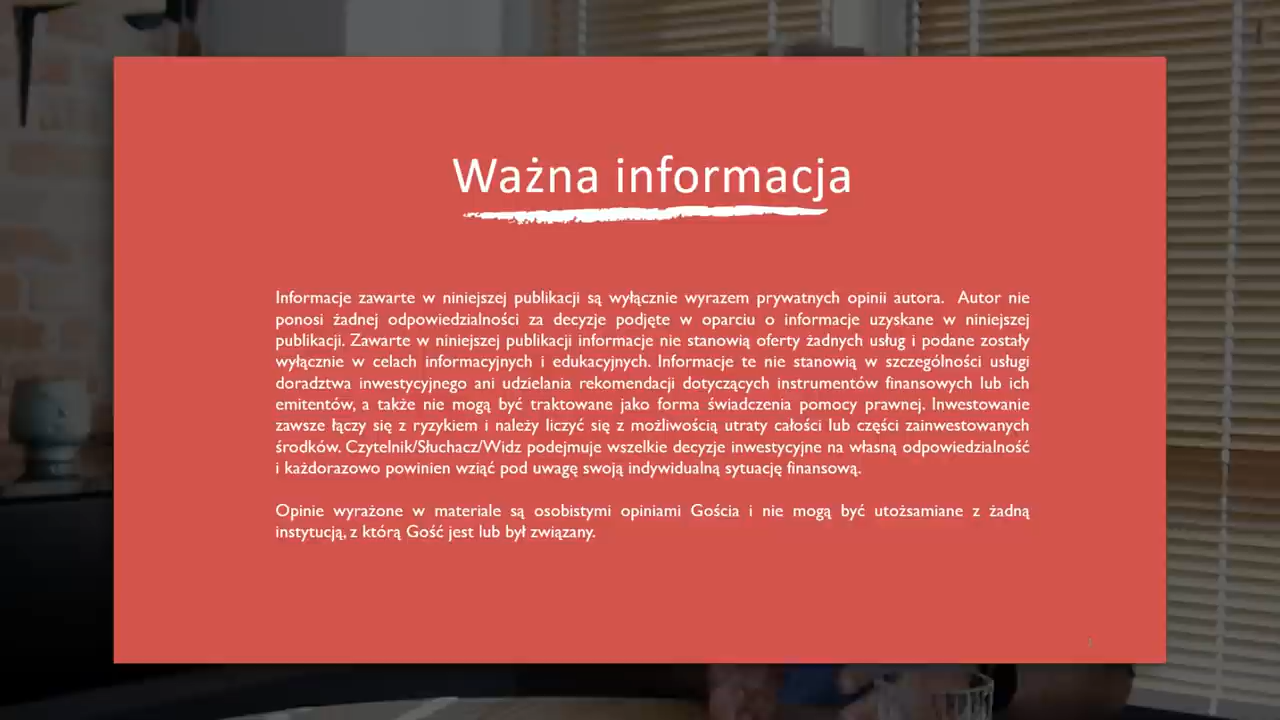 Ważna informacja
Informacje zawarte w niniejszej publikacji są wyłącznie wyrazem prywatnych opinii autora. Autor nie
ponosi żadnej odpowiedzialności za decyzje podjęte w oparciu o informacje uzyskane w niniejszej
publikacji. Zawarte w niniejszej publikacji informacje nie stanowią oferty żadnych usług i podane zostały
wyłącznie w celach informacyjnych i edukacyjnych. Informacje te nie stanowią w szczególności usługi
doradztwa inwestycyjnego ani udzielania rekomendacji dotyczących instrumentów finansowych lub ich
emitentów, a także nie mogą być traktowane jako forma świadczenia pomocy prawnej. Inwestowanie
zawsze łączy się z ryzykiem i należy liczyć się z możliwością utraty całości lub części zainwestowanych
środków. Czytelnik/Słuchacz/Widz podejmuje wszelkie decyzje inwestycyjne na własną odpowiedzialność
i każdorazowo powinien wziąć pod uwagę swoją indywidualną sytuację finansową.
Opinie wyrażone w materiale są osobistymi opiniami Gościa i nie mogą być utożsamiane z żadną
instytucją, z którą Gość jest lub był związany.